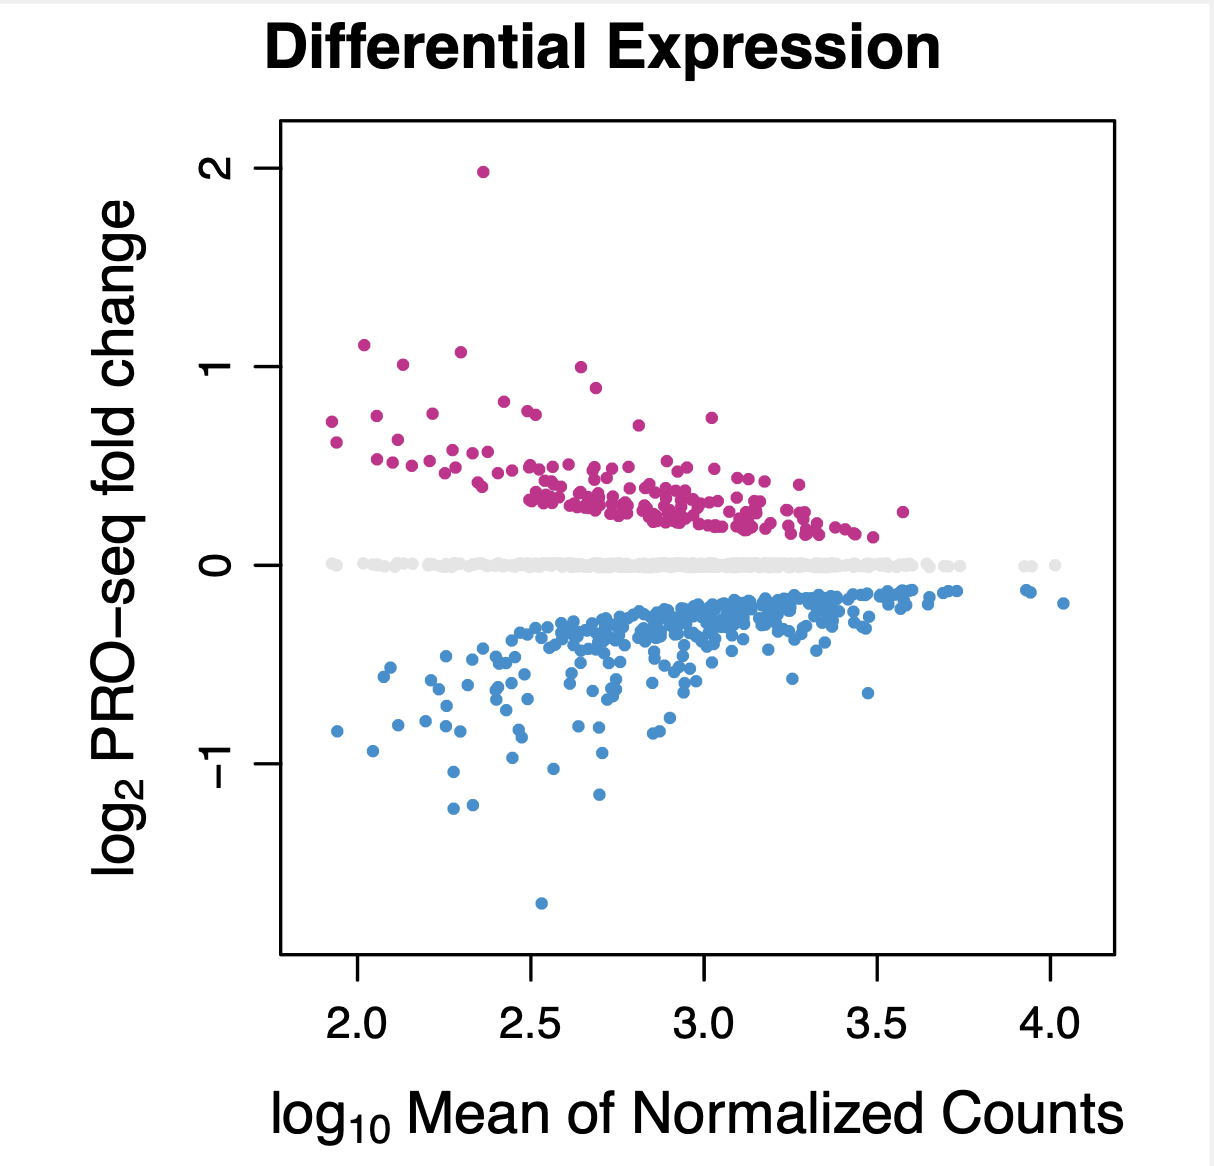 Differential Expression
log₂ PRO−seq fold change
2
1
0
−1
2.0 2.5 3.0 3.5 4.0
log₁₀ Mean of Normalized Counts